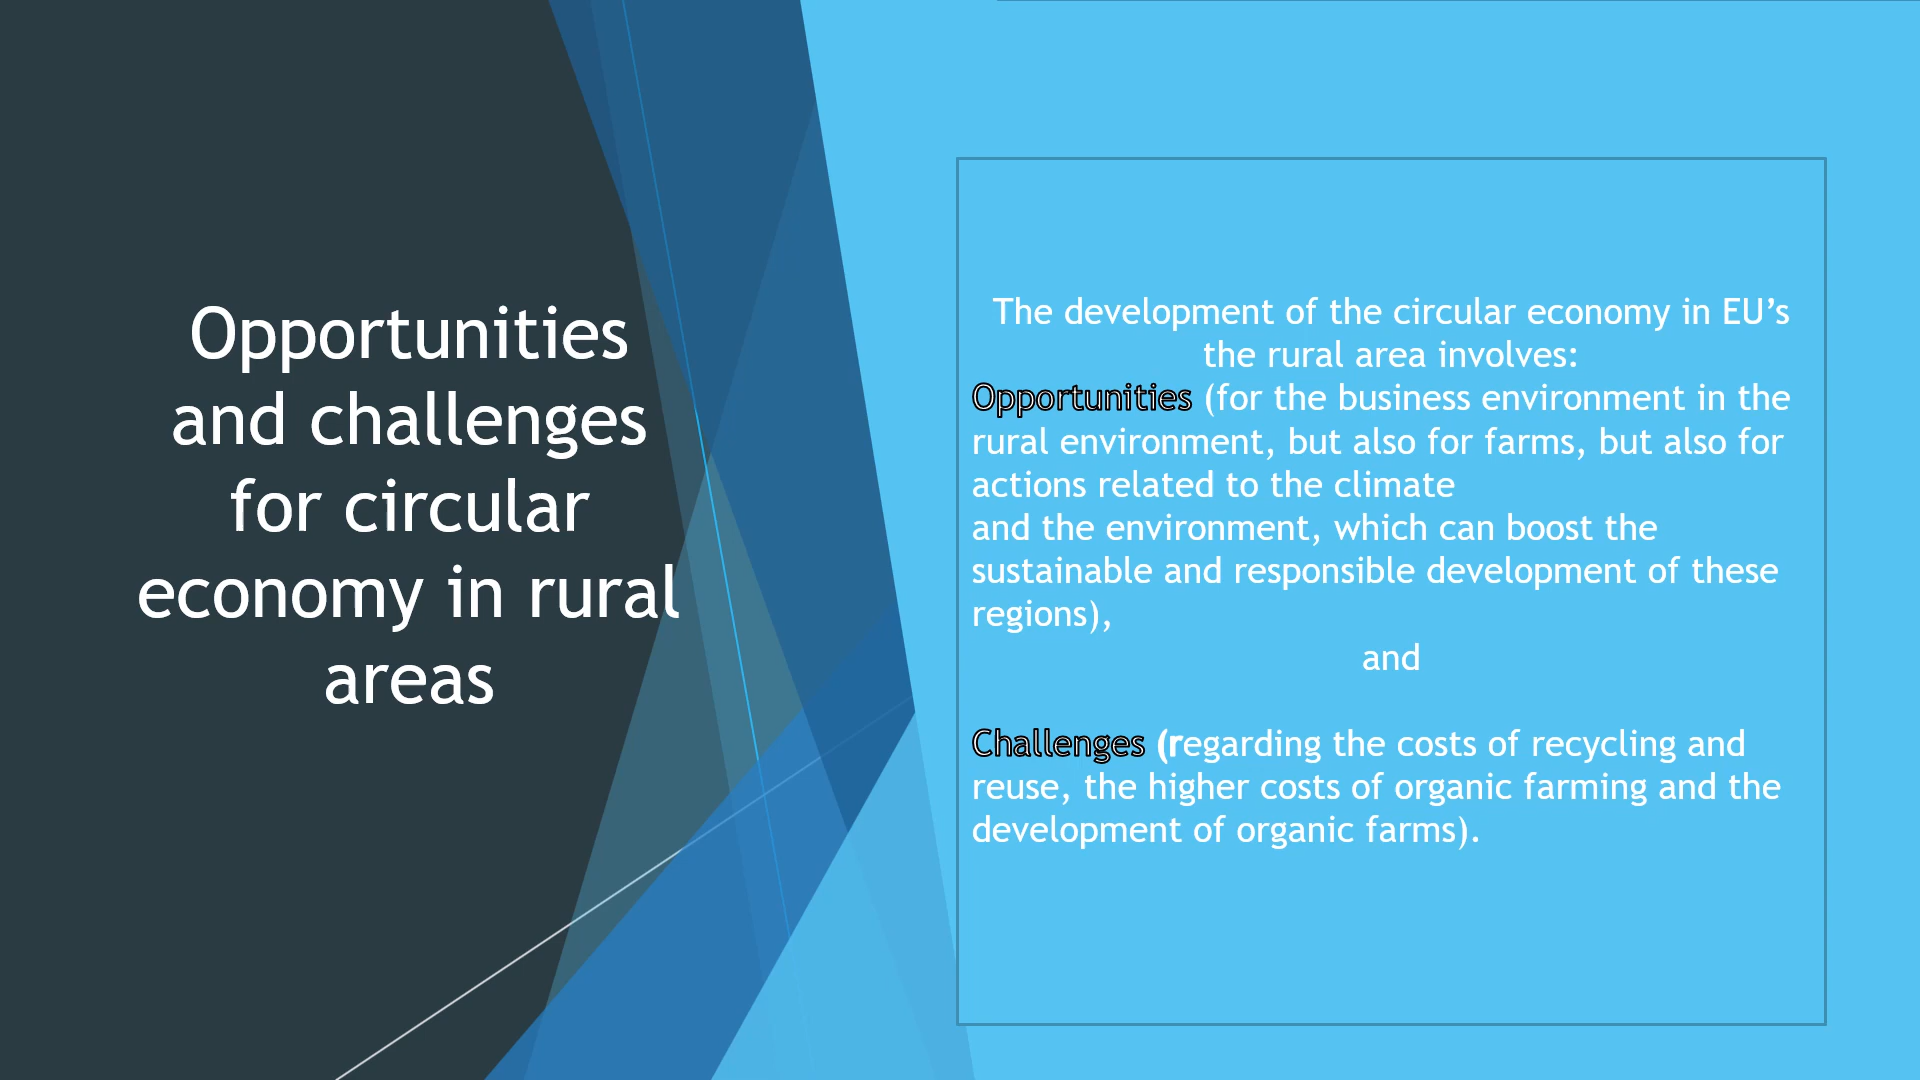 Opportunities
and challenges
for circular
economy in rural
areas
The development of the circular economy in EU’s
the rural area involves:
Opportunities (for the business environment in the
rural environment, but also for farms, but also for
actions related to the climate
and the environment, which can boost the
sustainable and responsible development of these
regions),
and
Challenges (regarding the costs of recycling and
reuse, the higher costs of organic farming and the
development of organic farms).